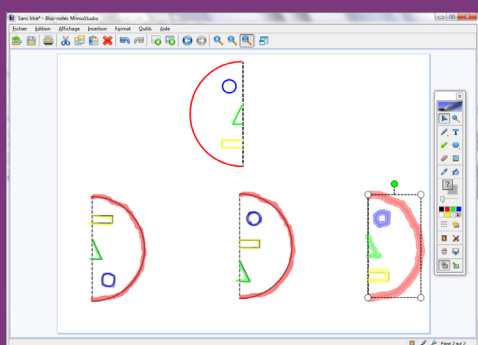 Sans titre* - Bloc-notes MimioStudio
Fichier Edition Affichage Insertion Format Outils Aide
T
?
Page 2 sur 2